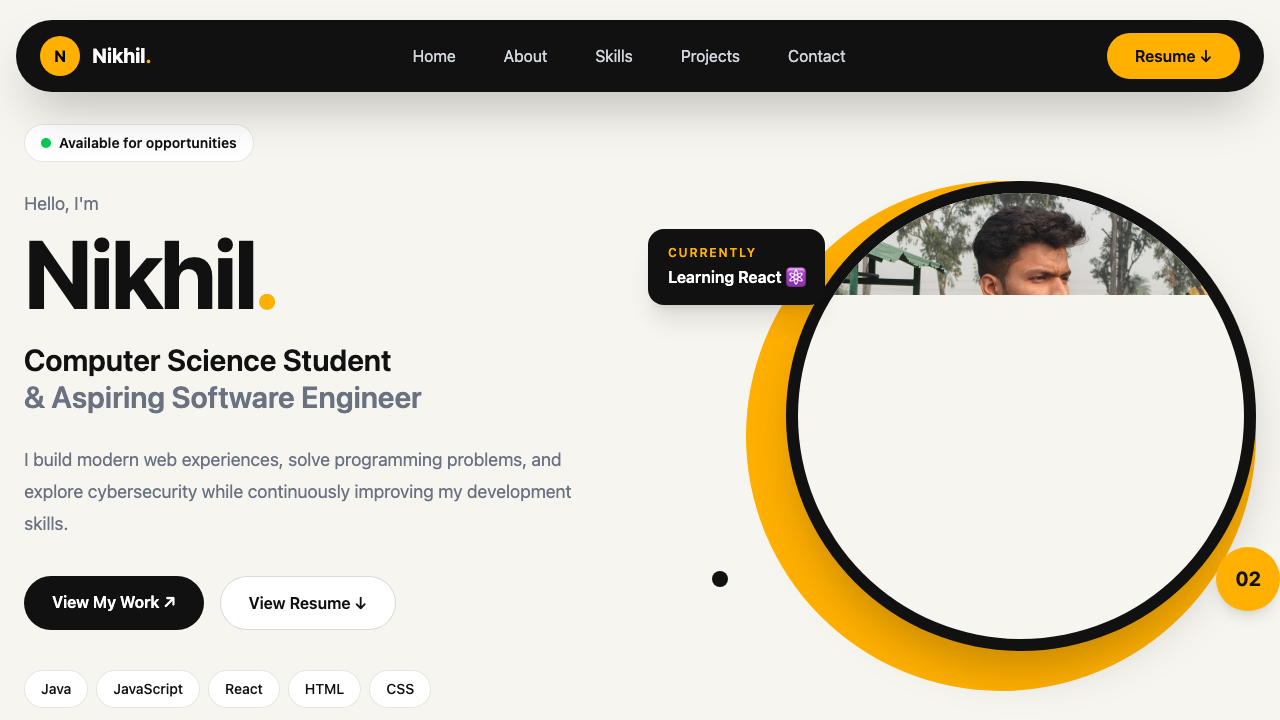 N
Nikhil.
Home
About
Skills
Projects
Contact
Resume ↓
Available for opportunities
Hello, I'm
Nikhil.
CURRENTLY
Learning React ⚛
Computer Science Student
& Aspiring Software Engineer
I build modern web experiences, solve programming problems, and
explore cybersecurity while continuously improving my development
skills.
View My Work ↗
View Resume ↓
02
Java
JavaScript
React
HTML
CSS